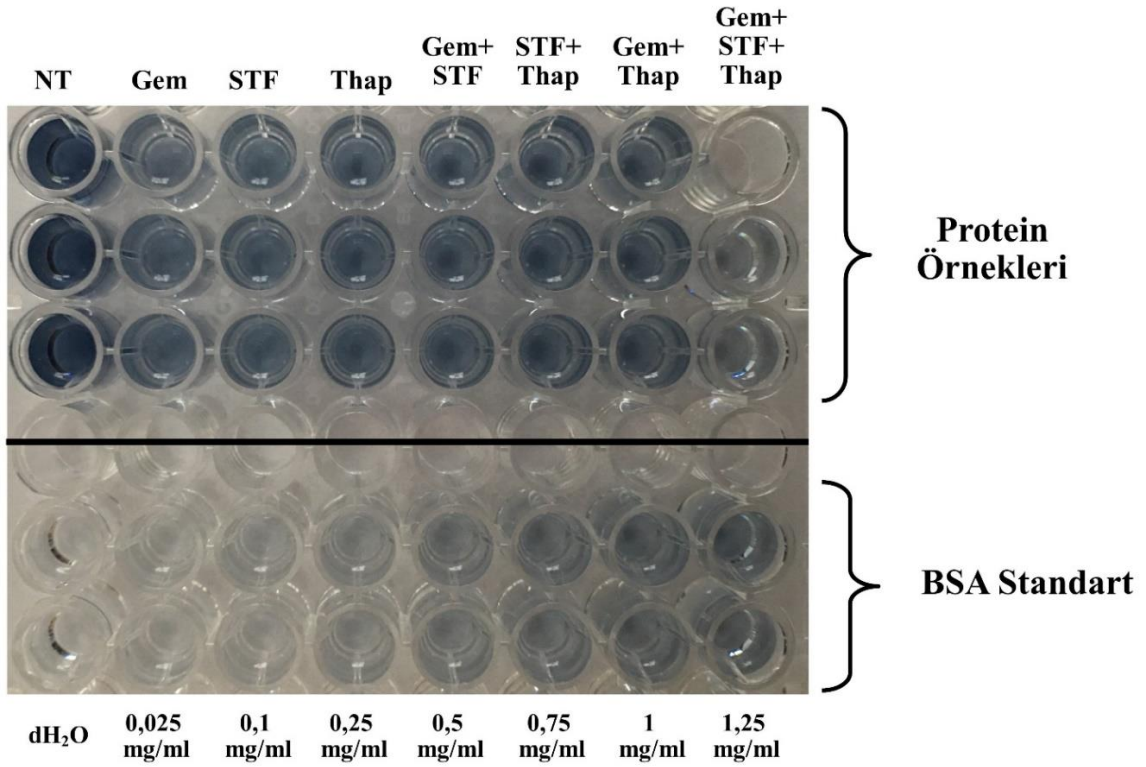 NT
Gem
STF
Thap
Gem+
STF
STF+
Thap
Gem+
Thap
Gem+
STF+
Thap
Protein
Örnekleri
BSA Standart
dH₂O
0,025
mg/ml
0,1
mg/ml
0,25
mg/ml
0,5
mg/ml
0,75
mg/ml
1
mg/ml
1,25
mg/ml